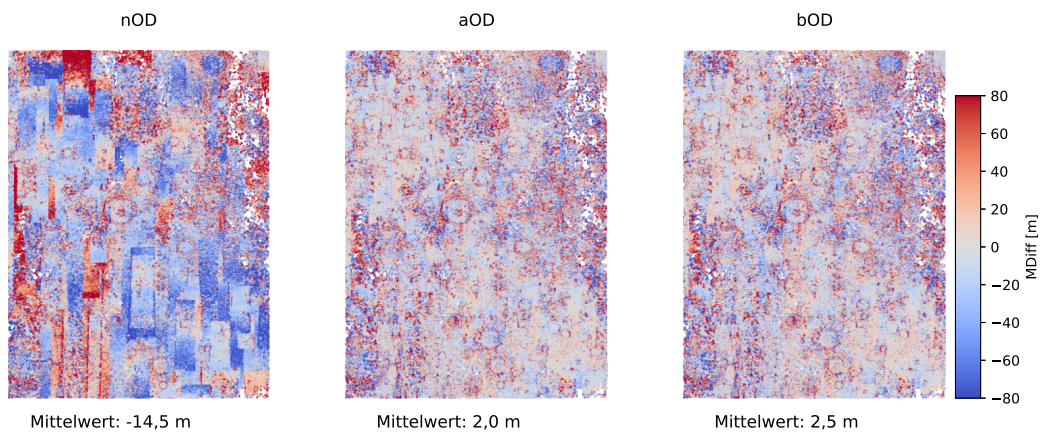 nOD
aOD
bOD
80
60
40
20
0
−20
−40
−60
−80
MDiff [m]
Mittelwert: -14,5 m
Mittelwert: 2,0 m
Mittelwert: 2,5 m